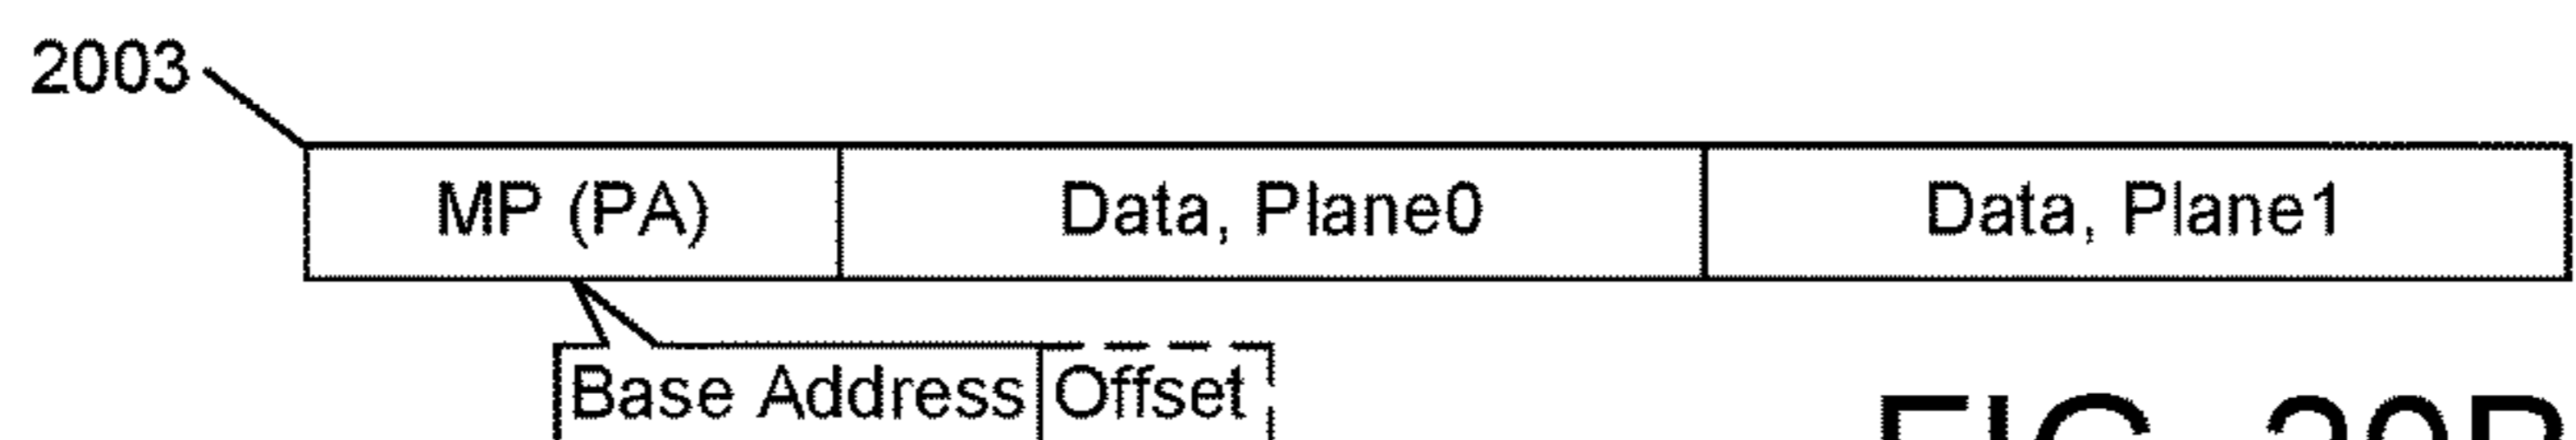 2003
MP (PA) Data, Plane0 Data, Plane1
Base Address Offset